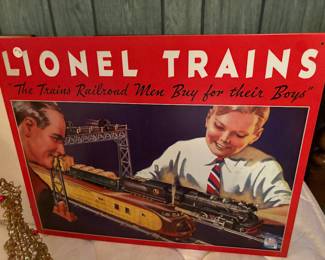 LIONEL TRAINS
"The Trains Railroad Men Buy for their Boys"